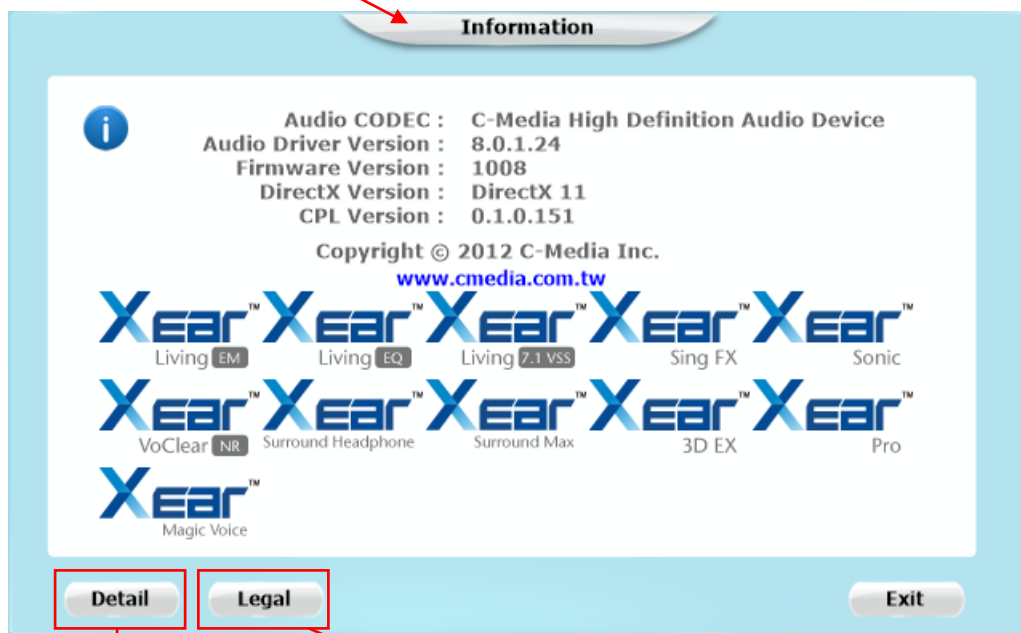 Information
Audio CODEC : C-Media High Definition Audio Device
Audio Driver Version : 8.0.1.24
Firmware Version : 1008
DirectX Version : DirectX 11
CPL Version : 0.1.0.151
Copyright © 2012 C-Media Inc.
www.cmedia.com.tw
Xear™ Xear™ Xear™ Xear™ Xear™
Living EM Living EQ Living 7.1 VSS Sing FX Sonic
Xear™ Xear™ Xear™ Xear™ Xear™
VoClear NR Surround Headphone Surround Max 3D EX Pro
Xear™
Magic Voice
Detail Legal Exit